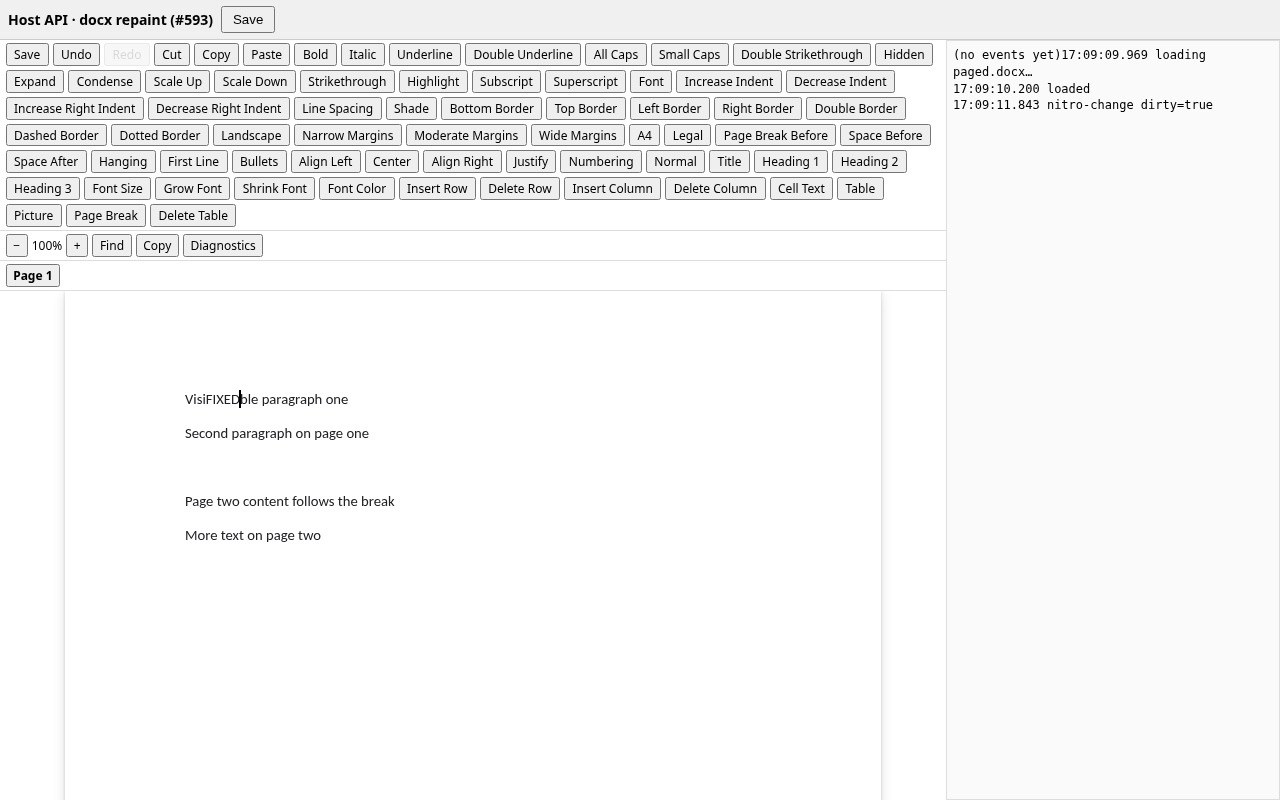 Host API · docx repaint (#593) Save
Save Undo Redo Cut Copy Paste Bold Italic Underline Double Underline All Caps Small Caps Double Strikethrough Hidden
Expand Condense Scale Up Scale Down Strikethrough Highlight Subscript Superscript Font Increase Indent Decrease Indent
Increase Right Indent Decrease Right Indent Line Spacing Shade Bottom Border Top Border Left Border Right Border Double Border
Dashed Border Dotted Border Landscape Narrow Margins Moderate Margins Wide Margins A4 Legal Page Break Before Space Before
Space After Hanging First Line Bullets Align Left Center Align Right Justify Numbering Normal Title Heading 1 Heading 2
Heading 3 Font Size Grow Font Shrink Font Font Color Insert Row Delete Row Insert Column Delete Column Cell Text Table
Picture Page Break Delete Table
− 100% + Find Copy Diagnostics
Page 1
VisiFIXEDble paragraph one
Second paragraph on page one
Page two content follows the break
More text on page two
(no events yet)17:09:09.969 loading
paged.docx…
17:09:10.200 loaded
17:09:11.843 nitro-change dirty=true